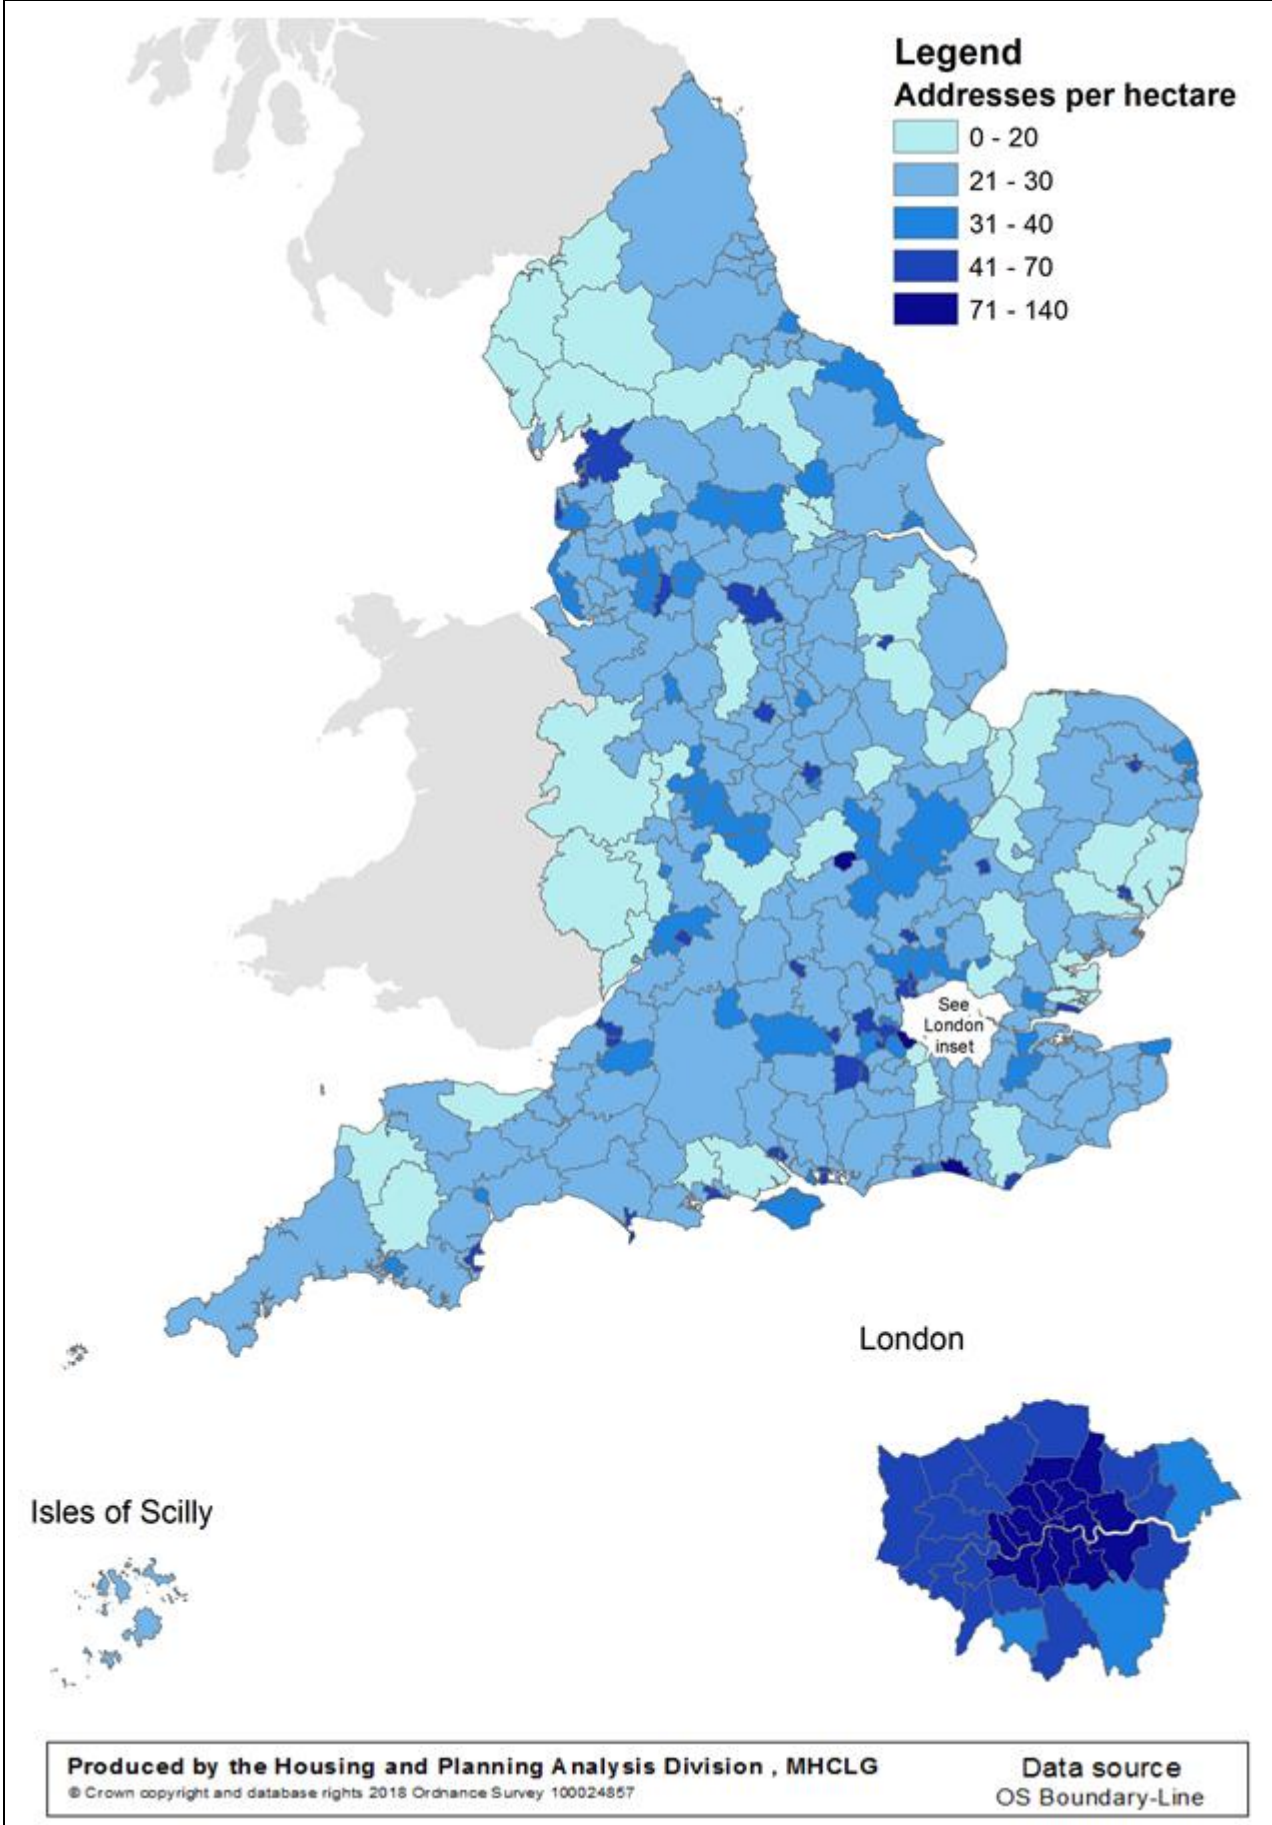 Legend
Addresses per hectare
0 - 20
21 - 30
31 - 40
41 - 70
71 - 140
See
London
inset
London
Isles of Scilly
Produced by the Housing and Planning Analysis Division , MHCLG
© Crown copyright and database rights 2018 Ordnance Survey 100024857
Data source
OS Boundary-Line